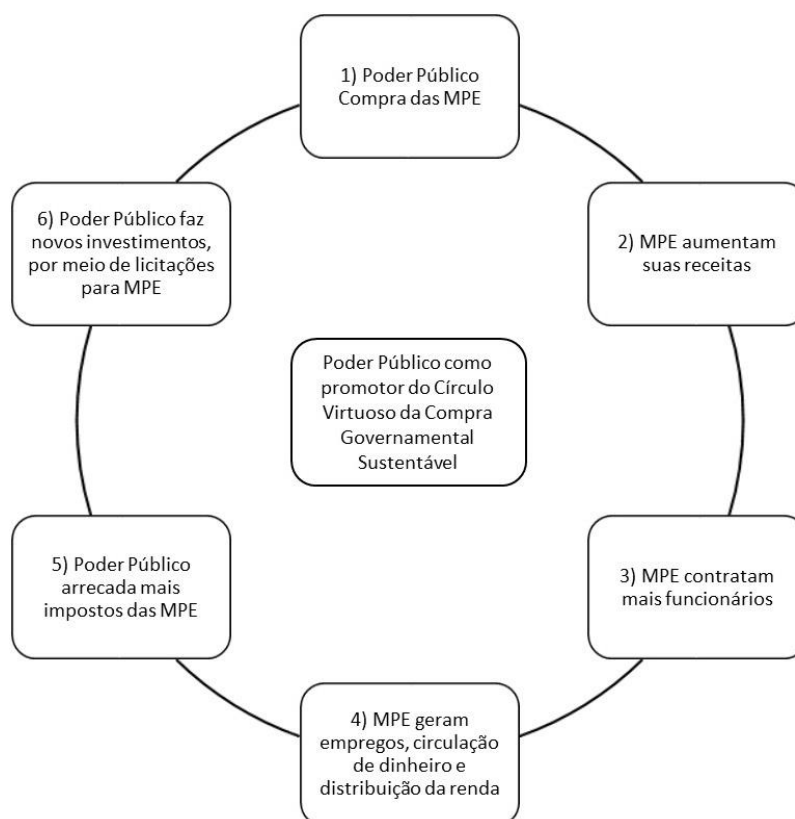 1) Poder Público
Compra das MPE
2) MPE aumentam
suas receitas
3) MPE contratam
mais funcionários
4) MPE geram
empregos, circulação
de dinheiro e
distribuição da renda
5) Poder Público
arrecada mais
impostos das MPE
6) Poder Público faz
novos investimentos,
por meio de licitações
para MPE
Poder Público como
promotor do Círculo
Virtuoso da Compra
Governamental
Sustentável